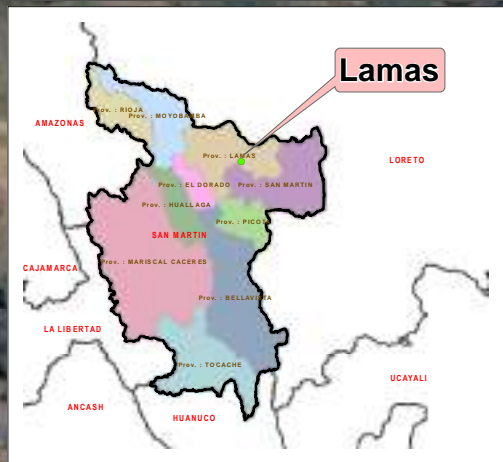 Lamas
Prov. : RIOJA
Prov. : MOYOBAMBA
AMAZONAS
Prov. : LAMAS
LORETO
Prov. : EL DORADO
Prov. : SAN MARTIN
Prov. : HUALLAGA
Prov. : PICOTA
SAN MARTIN
Prov. : MARISCAL CACERES
CAJAMARCA
Prov. : BELLAVISTA
LA LIBERTAD
Prov. : TOCACHE
UCAYALI
ANCASH
HUANUCO